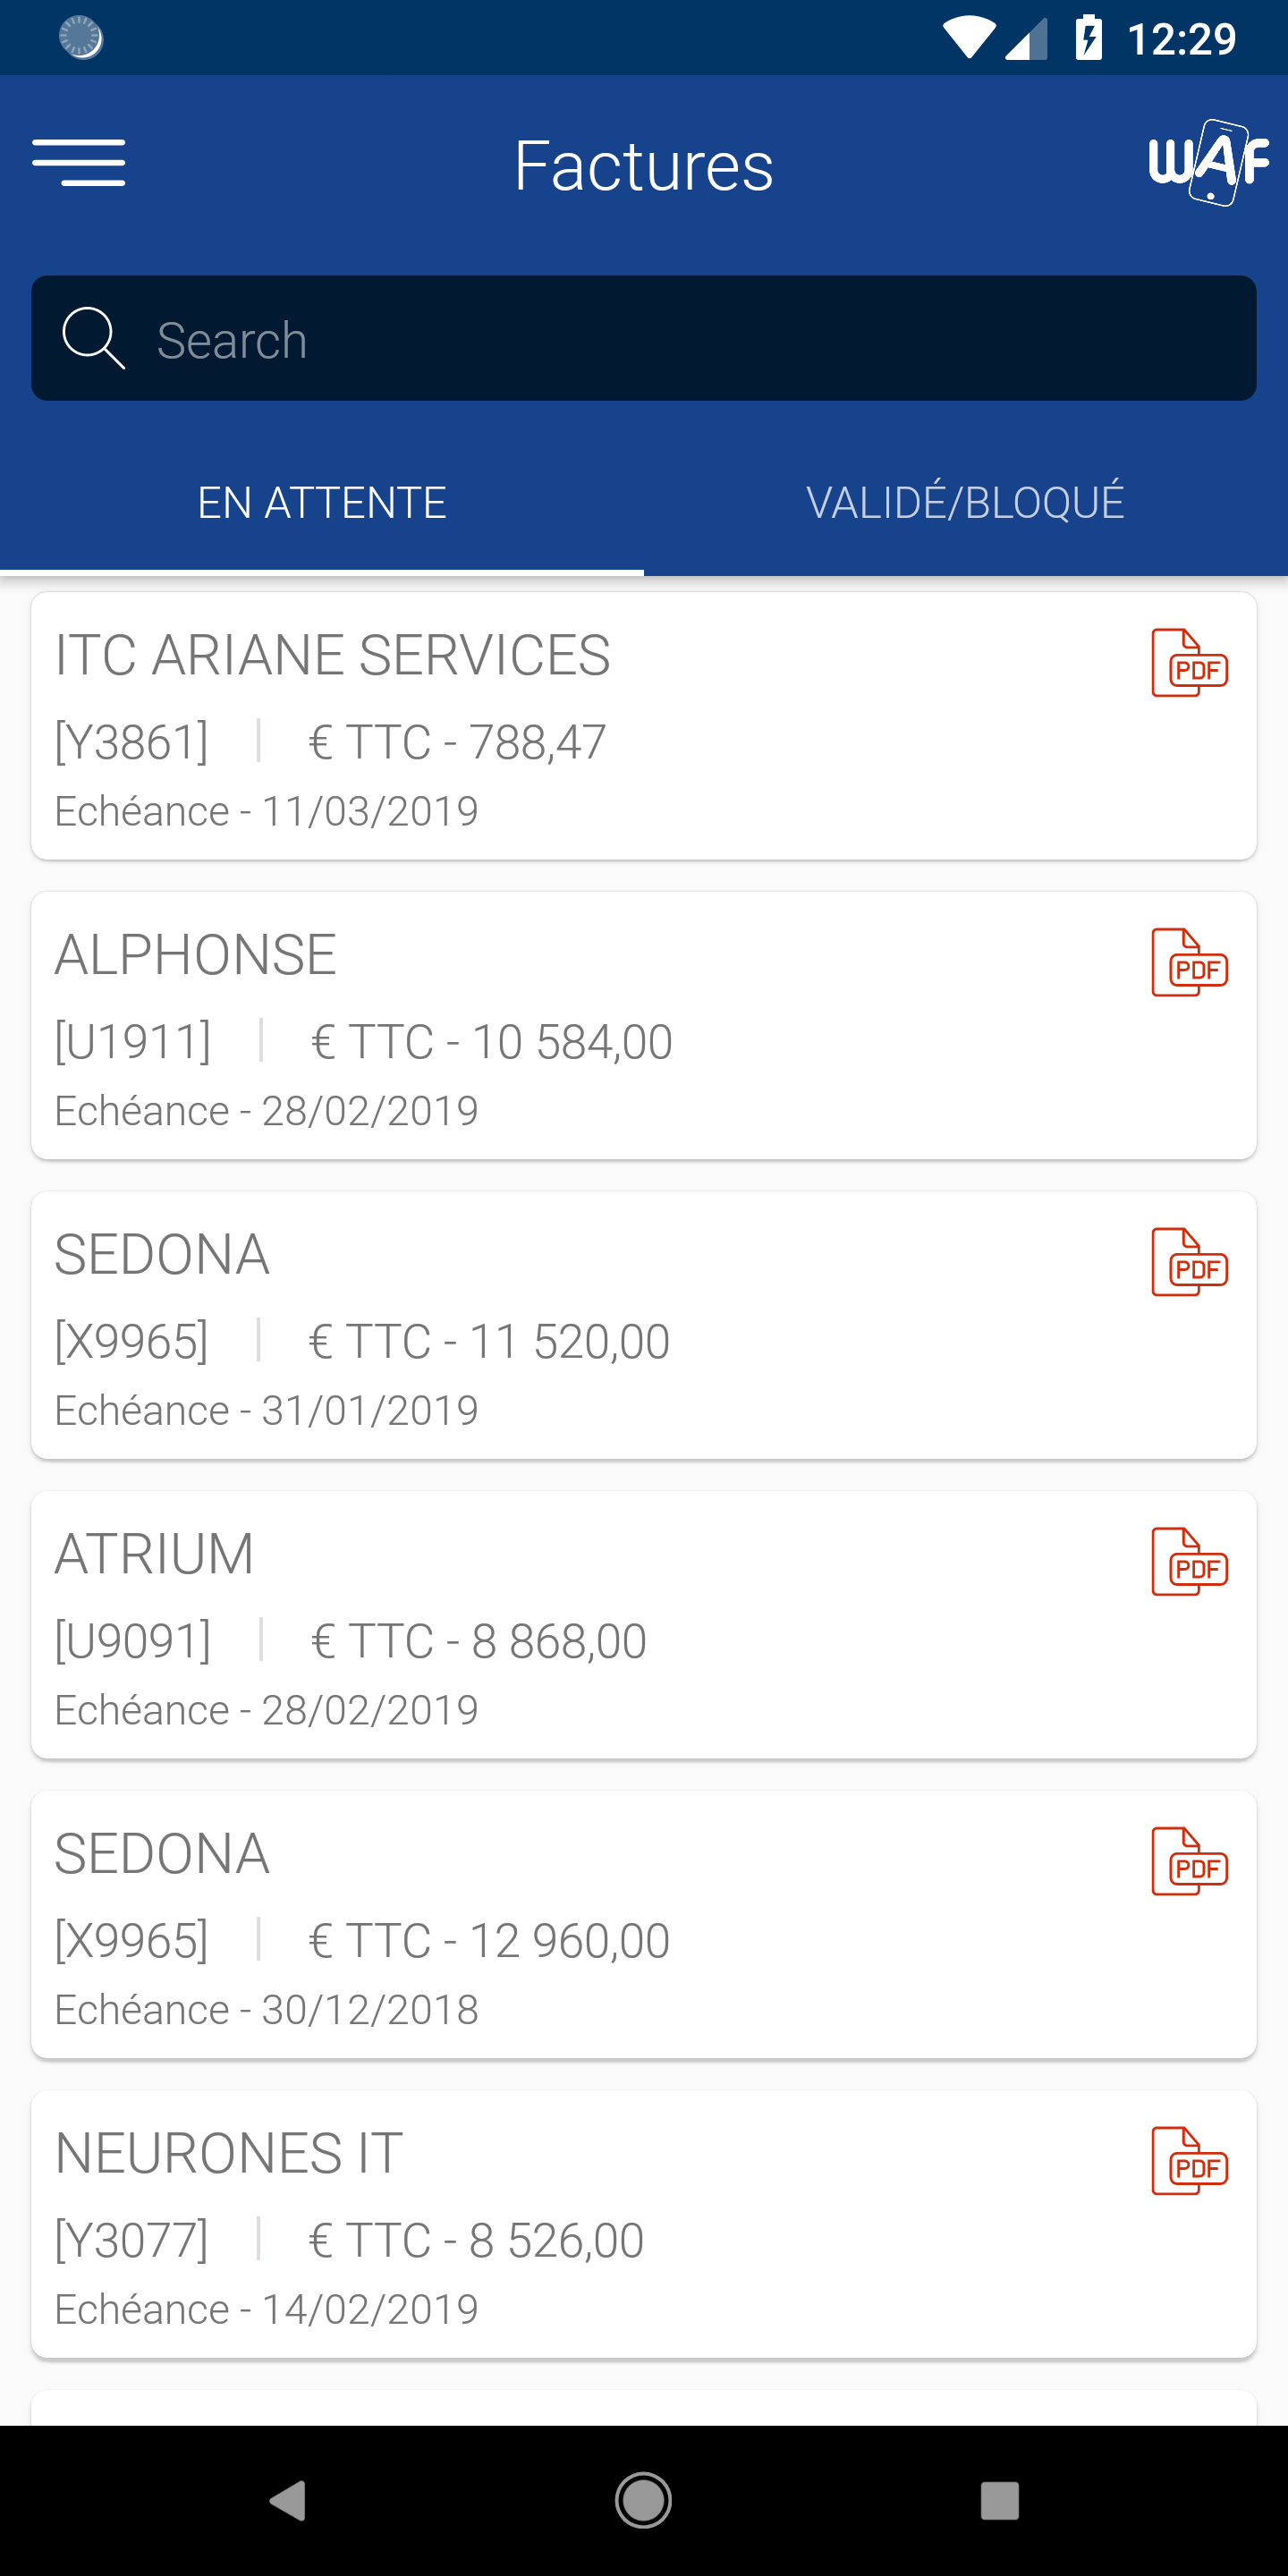 12:29
Factures
WAF
Search
EN ATTENTE
VALIDÉ/BLOQUÉ
ITC ARIANE SERVICES
PDF
[Y3861] | € TTC - 788,47
Echéance - 11/03/2019
ALPHONSE
PDF
[U1911] | € TTC - 10 584,00
Echéance - 28/02/2019
SEDONA
PDF
[X9965] | € TTC - 11 520,00
Echéance - 31/01/2019
ATRIUM
PDF
[U9091] | € TTC - 8 868,00
Echéance - 28/02/2019
SEDONA
PDF
[X9965] | € TTC - 12 960,00
Echéance - 30/12/2018
NEURONES IT
PDF
[Y3077] | € TTC - 8 526,00
Echéance - 14/02/2019